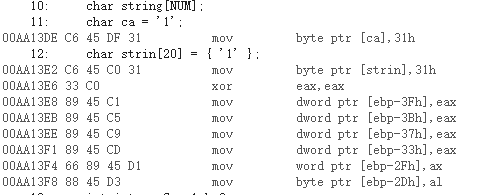 10: char string[NUM];
11: char ca = '1';
00AA13DE C6 45 DF 31 mov byte ptr [ca],31h
12: char strin[20] = { '1' };
00AA13E2 C6 45 C0 31 mov byte ptr [strin],31h
00AA13E6 33 C0 xor eax,eax
00AA13E8 89 45 C1 mov dword ptr [ebp-3Fh],eax
00AA13EB 89 45 C5 mov dword ptr [ebp-3Bh],eax
00AA13EE 89 45 C9 mov dword ptr [ebp-37h],eax
00AA13F1 89 45 CD mov dword ptr [ebp-33h],eax
00AA13F4 66 89 45 D1 mov word ptr [ebp-2Fh],ax
00AA13F8 88 45 D3 mov byte ptr [ebp-2Dh],al